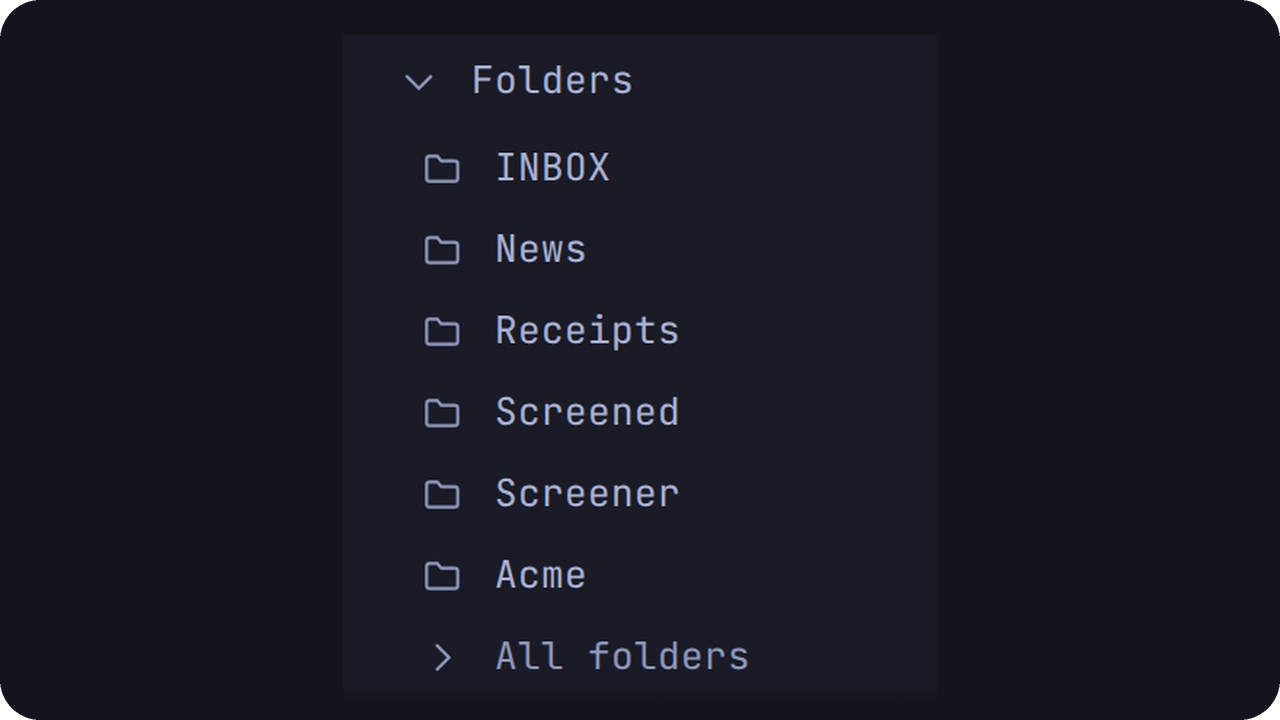 Folders
INBOX
News
Receipts
Screened
Screener
Acme
All folders